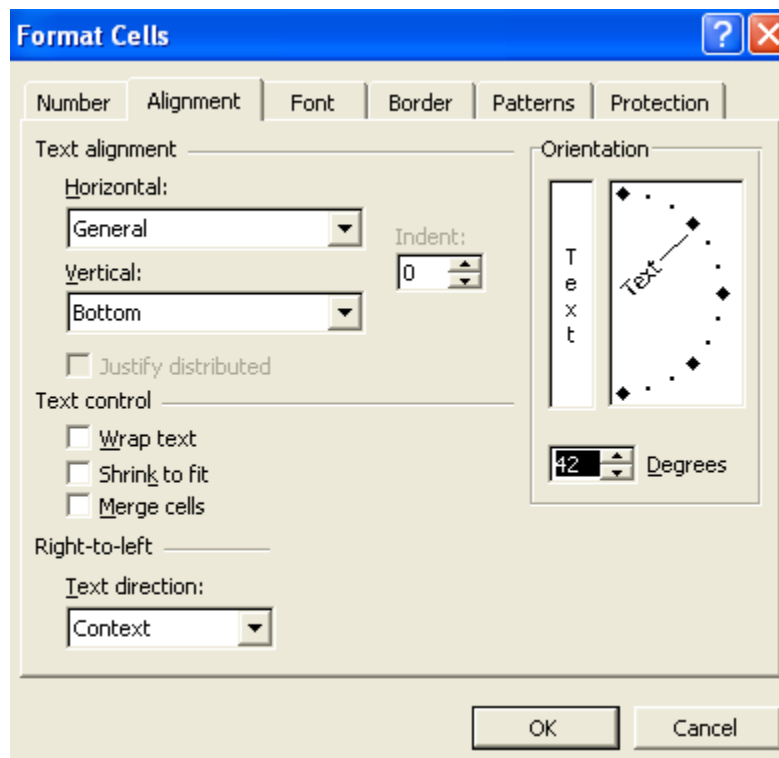 Format Cells
Number Alignment Font Border Patterns Protection
Text alignment
Horizontal:
General
Indent:
0
Vertical:
Bottom
Justify distributed
Text control
Wrap text
Shrink to fit
Merge cells
Right-to-left
Text direction:
Context
Orientation
T
e
x
t
Text
42 Degrees
OK Cancel